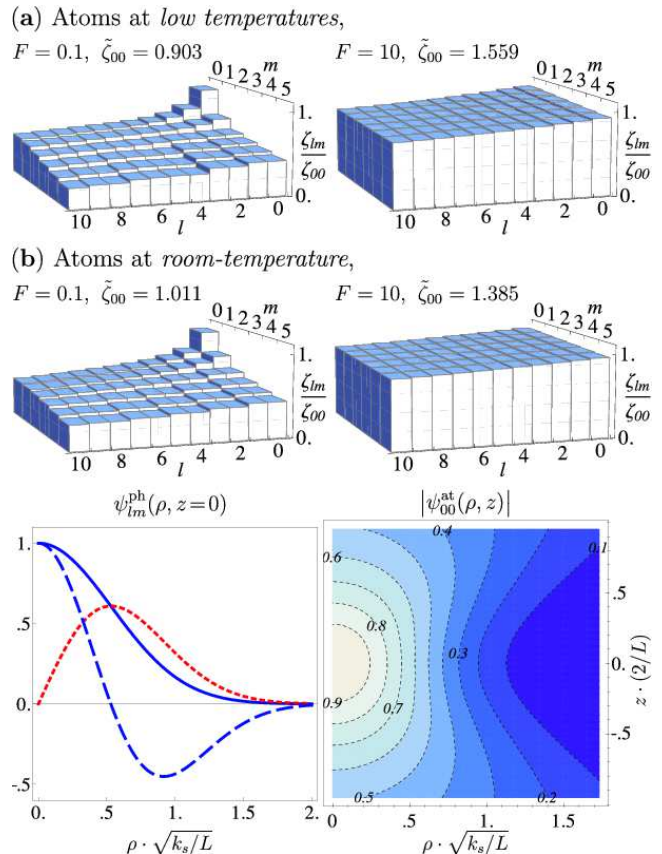 (a) Atoms at low temperatures,
F = 0.1, ζ̃₀₀ = 0.903
F = 10, ζ̃₀₀ = 1.559
0 1 2 3 4 5 m
1.
ζlm/ζ00
0.
10 8 6 4 2 0
l
0 1 2 3 4 5 m
1.
ζlm/ζ00
0.
10 8 6 4 2 0
l
(b) Atoms at room-temperature,
F = 0.1, ζ̃₀₀ = 1.011
F = 10, ζ̃₀₀ = 1.385
0 1 2 3 4 5 m
1.
ζlm/ζ00
0.
10 8 6 4 2 0
l
0 1 2 3 4 5 m
1.
ζlm/ζ00
0.
10 8 6 4 2 0
l
ψ^ph_lm(ρ, z=0)
1.
.5
0.
-.5
0. .5 1. 1.5 2.
ρ · √(k_s/L)
|ψ^at_00(ρ, z)|
0.4
0.1
0.6
0.8
0.3
0.9
0.7
0.5
0.2
.5
0.
-.5
z · (2/L)
0. .5 1. 1.5
ρ · √(k_s/L)